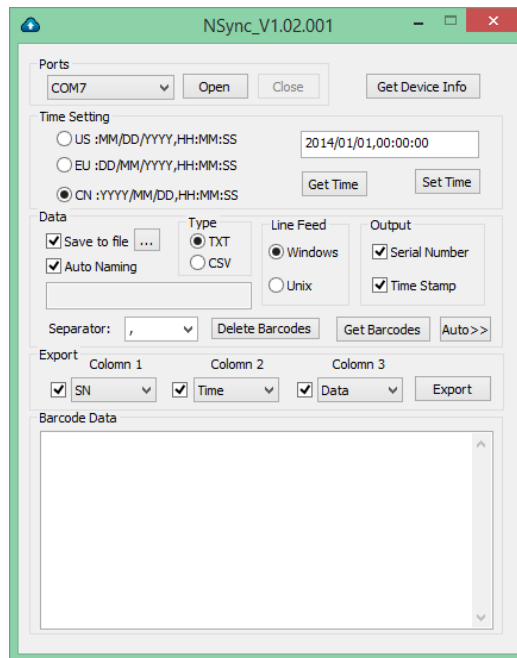 NSync_V1.02.001
Ports
COM7 Open Close Get Device Info
Time Setting
US :MM/DD/YYYY,HH:MM:SS
2014/01/01,00:00:00
EU :DD/MM/YYYY,HH:MM:SS
CN :YYYY/MM/DD,HH:MM:SS
Get Time Set Time
Data Type Line Feed Output
Save to file ... TXT Windows Serial Number
Auto Naming CSV
Unix Time Stamp
Separator: , Delete Barcodes Get Barcodes Auto>>
Export
Colomn 1 Colomn 2 Colomn 3
SN Time Data Export
Barcode Data